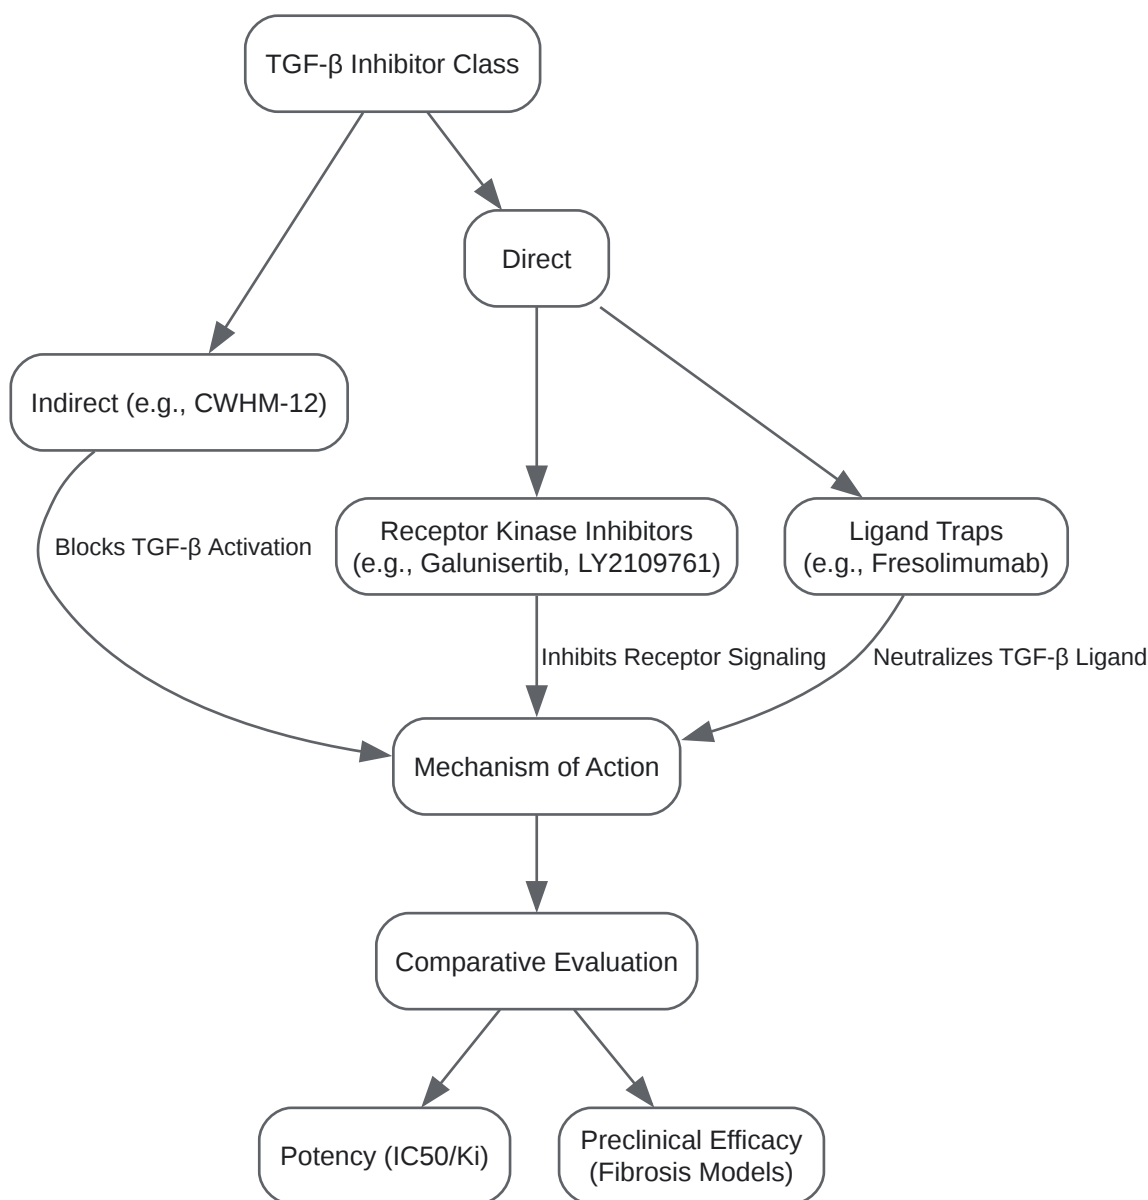 TGF-β Inhibitor Class
Direct
Indirect (e.g., CWHM-12)
Receptor Kinase Inhibitors
(e.g., Galunisertib, LY2109761)
Ligand Traps
(e.g., Fresolimumab)
Blocks TGF-β Activation
Inhibits Receptor Signaling
Neutralizes TGF-β Ligand
Mechanism of Action
Comparative Evaluation
Potency (IC50/Ki)
Preclinical Efficacy
(Fibrosis Models)